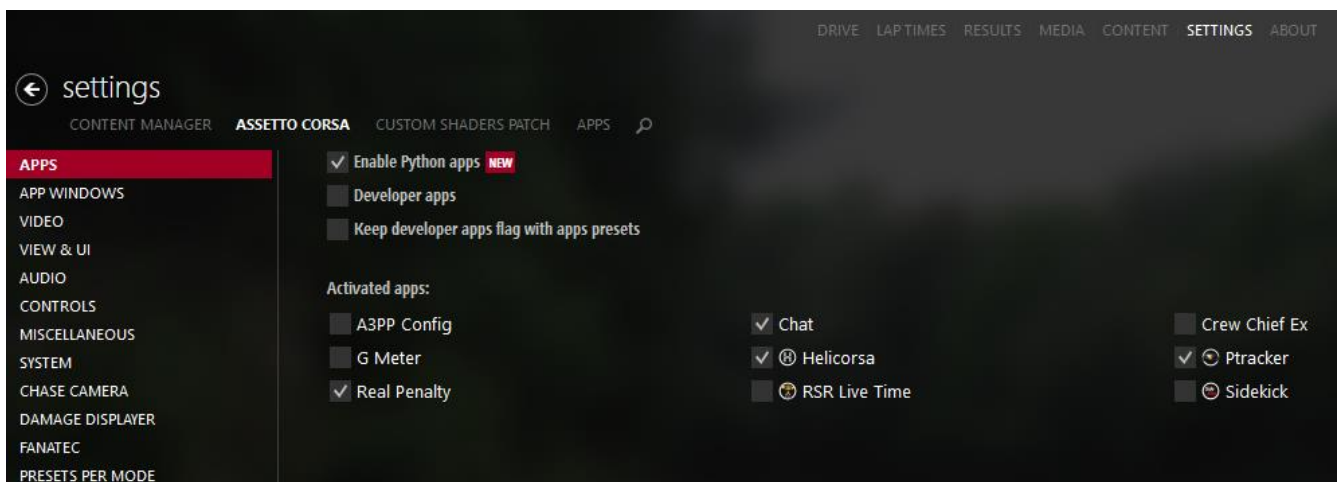 DRIVE LAP TIMES RESULTS MEDIA CONTENT SETTINGS ABOUT
settings
CONTENT MANAGER ASSETTO CORSA CUSTOM SHADERS PATCH APPS
APPS
APP WINDOWS
VIDEO
VIEW & UI
AUDIO
CONTROLS
MISCELLANEOUS
SYSTEM
CHASE CAMERA
DAMAGE DISPLAYER
FANATEC
PRESETS PER MODE
Enable Python apps NEW
Developer apps
Keep developer apps flag with apps presets
Activated apps:
A3PP Config Chat Crew Chief Ex
G Meter Helicorsa Ptracker
Real Penalty RSR Live Time Sidekick